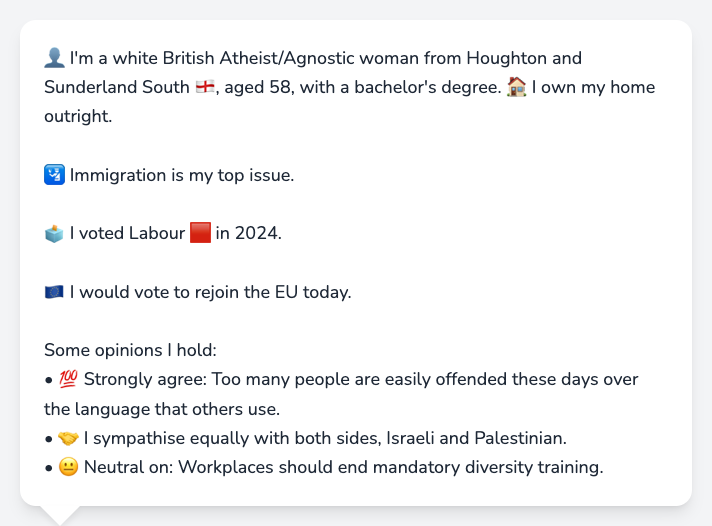 👤 I'm a white British Atheist/Agnostic woman from Houghton and
Sunderland South 🏴󠁧󠁢󠁥󠁮󠁧󠁿, aged 58, with a bachelor's degree. 🏠 I own my home
outright.
🛂 Immigration is my top issue.
🗳️ I voted Labour 🟥 in 2024.
🇪🇺 I would vote to rejoin the EU today.
Some opinions I hold:
• 💯 Strongly agree: Too many people are easily offended these days over
the language that others use.
• 🤝 I sympathise equally with both sides, Israeli and Palestinian.
• 😐 Neutral on: Workplaces should end mandatory diversity training.